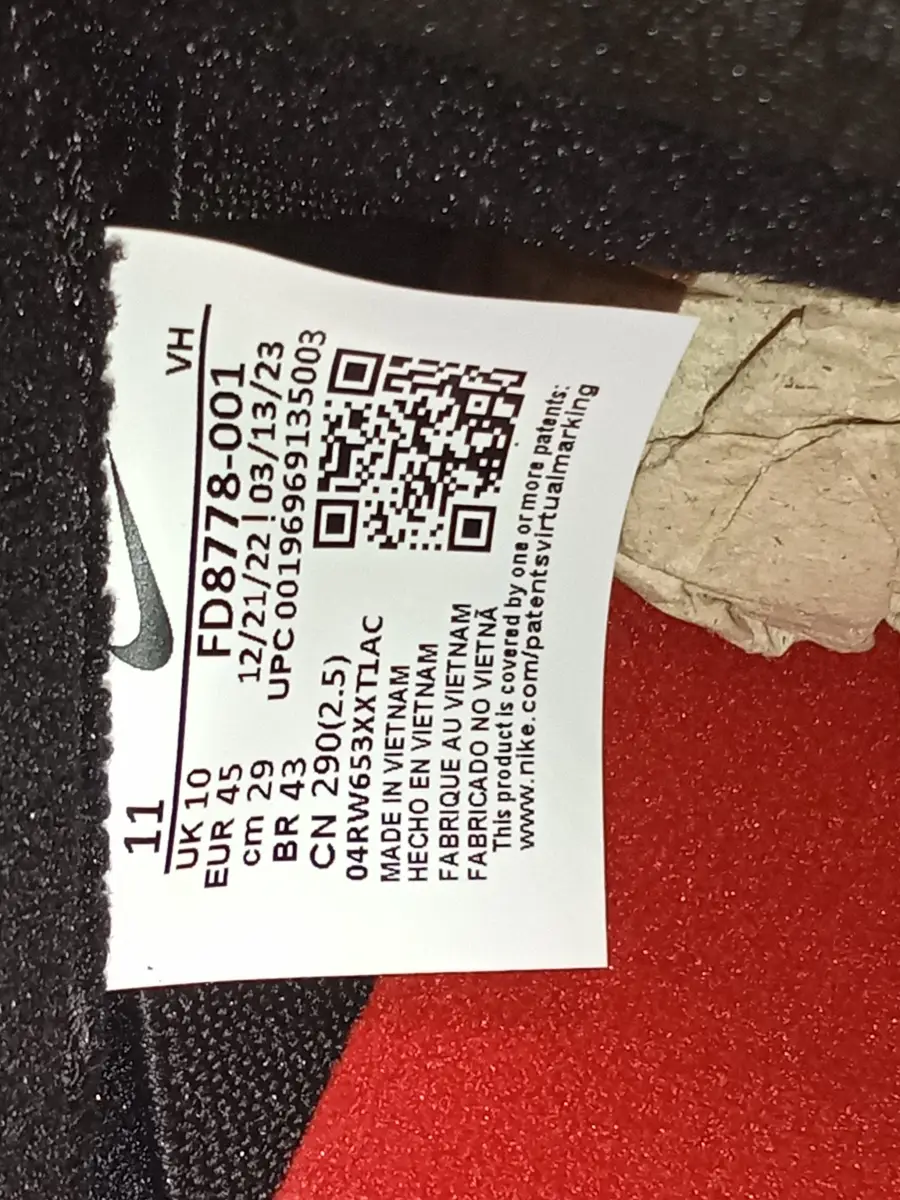 11 VH
UK 10 FD8778-001
EUR 45 12/21/22|03/13/23
cm 29 UPC 00196969135003
BR 43
CN 290(2.5)
04RW653XXT1AC
MADE IN VIETNAM
HECHO EN VIETNAM
FABRIQUE AU VIETNAM
FABRICADO NO VIETNÃ
This product is covered by one or more patents:
www.nike.com/patentsvirtualmarking